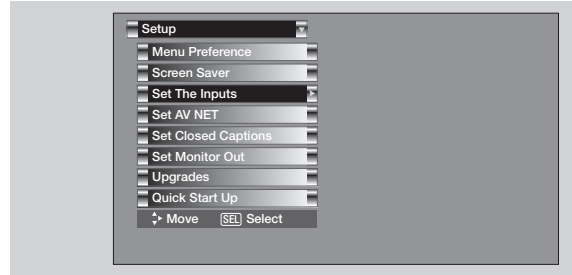 Setup
Menu Preference
Screen Saver
Set The Inputs
Set AV NET
Set Closed Captions
Set Monitor Out
Upgrades
Quick Start Up
Move SEL Select